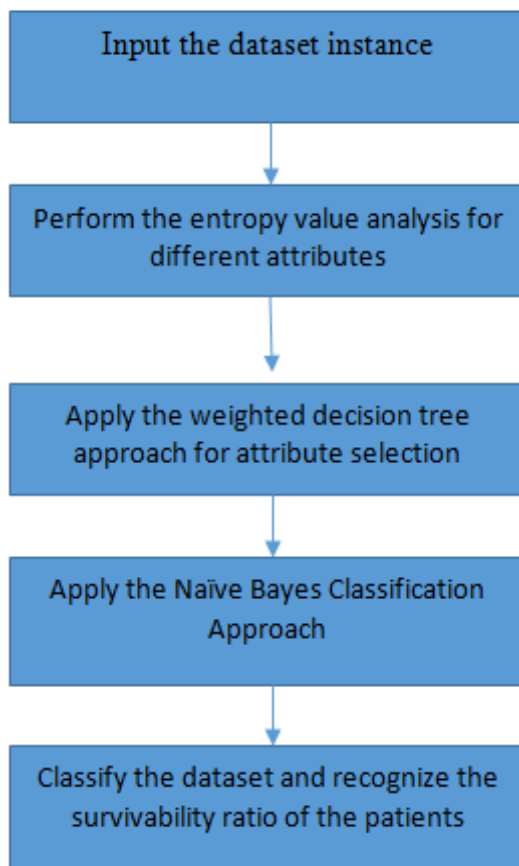 Input the dataset instance
Perform the entropy value analysis for
different attributes
Apply the weighted decision tree
approach for attribute selection
Apply the Naïve Bayes Classification
Approach
Classify the dataset and recognize the
survivability ratio of the patients